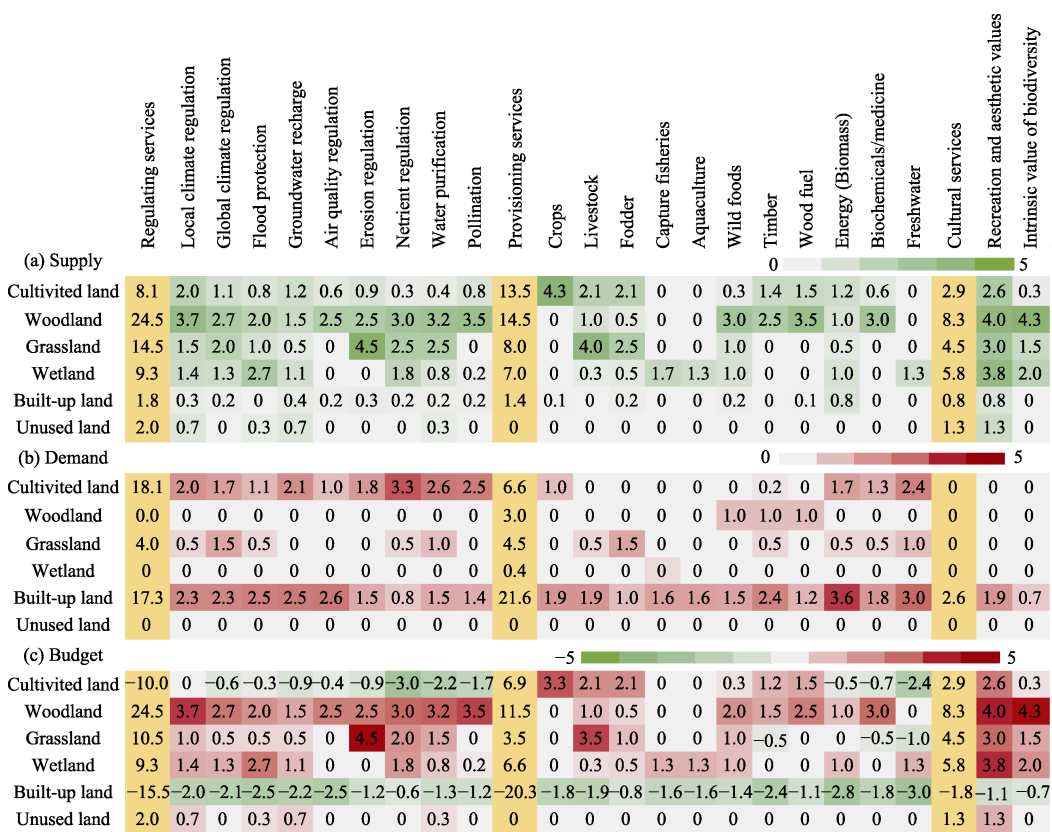 Regulating services
Local climate regulation
Global climate regulation
Flood protection
Groundwater recharge
Air quality regulation
Erosion regulation
Netrient regulation
Water purification
Pollination
Provisioning services
Crops
Livestock
Fodder
Capture fisheries
Aquaculture
Wild foods
Timber
Wood fuel
Energy (Biomass)
Biochemicals/medicine
Freshwater
Cultural services
Recreation and aesthetic values
Intrinsic value of biodiversity
(a) Supply 0 5
Cultivited land 8.1 2.0 1.1 0.8 1.2 0.6 0.9 0.3 0.4 0.8 13.5 4.3 2.1 2.1 0 0 0.3 1.4 1.5 1.2 0.6 0 2.9 2.6 0.3
Woodland 24.5 3.7 2.7 2.0 1.5 2.5 2.5 3.0 3.2 3.5 14.5 0 1.0 0.5 0 0 3.0 2.5 3.5 1.0 3.0 0 8.3 4.0 4.3
Grassland 14.5 1.5 2.0 1.0 0.5 0 4.5 2.5 2.5 0 8.0 0 4.0 2.5 0 0 1.0 0 0 0.5 0 0 4.5 3.0 1.5
Wetland 9.3 1.4 1.3 2.7 1.1 0 0 1.8 0.8 0.2 7.0 0 0.3 0.5 1.7 1.3 1.0 0 0 1.0 0 1.3 5.8 3.8 2.0
Built-up land 1.8 0.3 0.2 0 0.4 0.2 0.3 0.2 0.2 0.2 1.4 0.1 0 0.2 0 0 0.2 0 0.1 0.8 0 0 0.8 0.8 0
Unused land 2.0 0.7 0 0.3 0.7 0 0 0 0.3 0 0 0 0 0 0 0 0 0 0 0 0 0 1.3 1.3 0
(b) Demand 0 5
Cultivited land 18.1 2.0 1.7 1.1 2.1 1.0 1.8 3.3 2.6 2.5 6.6 1.0 0 0 0 0 0 0.2 0 1.7 1.3 2.4 0 0 0
Woodland 0.0 0 0 0 0 0 0 0 0 0 3.0 0 0 0 0 0 1.0 1.0 1.0 0 0 0 0 0 0
Grassland 4.0 0.5 1.5 0.5 0 0 0 0.5 1.0 0 4.5 0 0.5 1.5 0 0 0 0.5 0 0.5 0.5 1.0 0 0 0
Wetland 0 0 0 0 0 0 0 0 0 0 0.4 0 0 0 0 0 0 0 0 0 0 0 0 0 0
Built-up land 17.3 2.3 2.3 2.5 2.5 2.6 1.5 0.8 1.5 1.4 21.6 1.9 1.9 1.0 1.6 1.6 1.5 2.4 1.2 3.6 1.8 3.0 2.6 1.9 0.7
Unused land 0 0 0 0 0 0 0 0 0 0 0 0 0 0 0 0 0 0 0 0 0 0 0 0 0
(c) Budget −5 5
Cultivited land −10.0 0 −0.6 −0.3 −0.9 −0.4 −0.9 −3.0 −2.2 −1.7 6.9 3.3 2.1 2.1 0 0 0.3 1.2 1.5 −0.5 −0.7 −2.4 2.9 2.6 0.3
Woodland 24.5 3.7 2.7 2.0 1.5 2.5 2.5 3.0 3.2 3.5 11.5 0 1.0 0.5 0 0 2.0 1.5 2.5 1.0 3.0 0 8.3 4.0 4.3
Grassland 10.5 1.0 0.5 0.5 0.5 0 4.5 2.0 1.5 0 3.5 0 3.5 1.0 0 0 1.0 −0.5 0 0 −0.5 −1.0 4.5 3.0 1.5
Wetland 9.3 1.4 1.3 2.7 1.1 0 0 1.8 0.8 0.2 6.6 0 0.3 0.5 1.3 1.3 1.0 0 0 1.0 0 1.3 5.8 3.8 2.0
Built-up land −15.5 −2.0 −2.1 −2.5 −2.2 −2.5 −1.2 −0.6 −1.3 −1.2 −20.3 −1.8 −1.9 −0.8 −1.6 −1.6 −1.4 −2.4 −1.1 −2.8 −1.8 −3.0 −1.8 −1.1 −0.7
Unused land 2.0 0.7 0 0.3 0.7 0 0 0 0.3 0 0 0 0 0 0 0 0 0 0 0 0 0 1.3 1.3 0